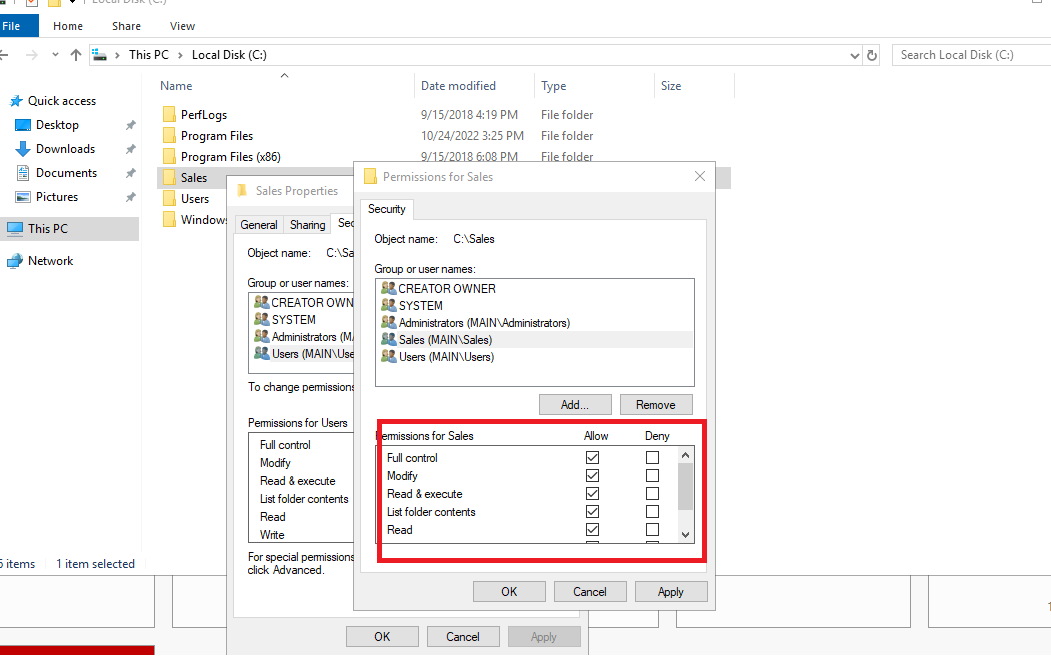 Local Disk (C:)
File Home Share View
This PC Local Disk (C:)
Search Local Disk (C:)
Name Date modified Type Size
Quick access
Desktop
Downloads
Documents
Pictures
This PC
Network
PerfLogs 9/15/2018 4:19 PM File folder
Program Files 10/24/2022 3:25 PM File folder
Program Files (x86) 9/15/2018 6:08 PM File folder
Sales
Users
Window
Sales Properties
General Sharing Sec
Object name: C:\Sa
Group or user names:
CREATOR OWN
SYSTEM
Administrators (M
Users (MAIN\Use
To change permissions
Permissions for Users
Full control
Modify
Read & execute
List folder contents
Read
Write
For special permissions
click Advanced.
OK Cancel Apply
Permissions for Sales
Security
Object name: C:\Sales
Group or user names:
CREATOR OWNER
SYSTEM
Administrators (MAIN\Administrators)
Sales (MAIN\Sales)
Users (MAIN\Users)
Add... Remove
Permissions for Sales Allow Deny
Full control
Modify
Read & execute
List folder contents
Read
OK Cancel Apply
items 1 item selected